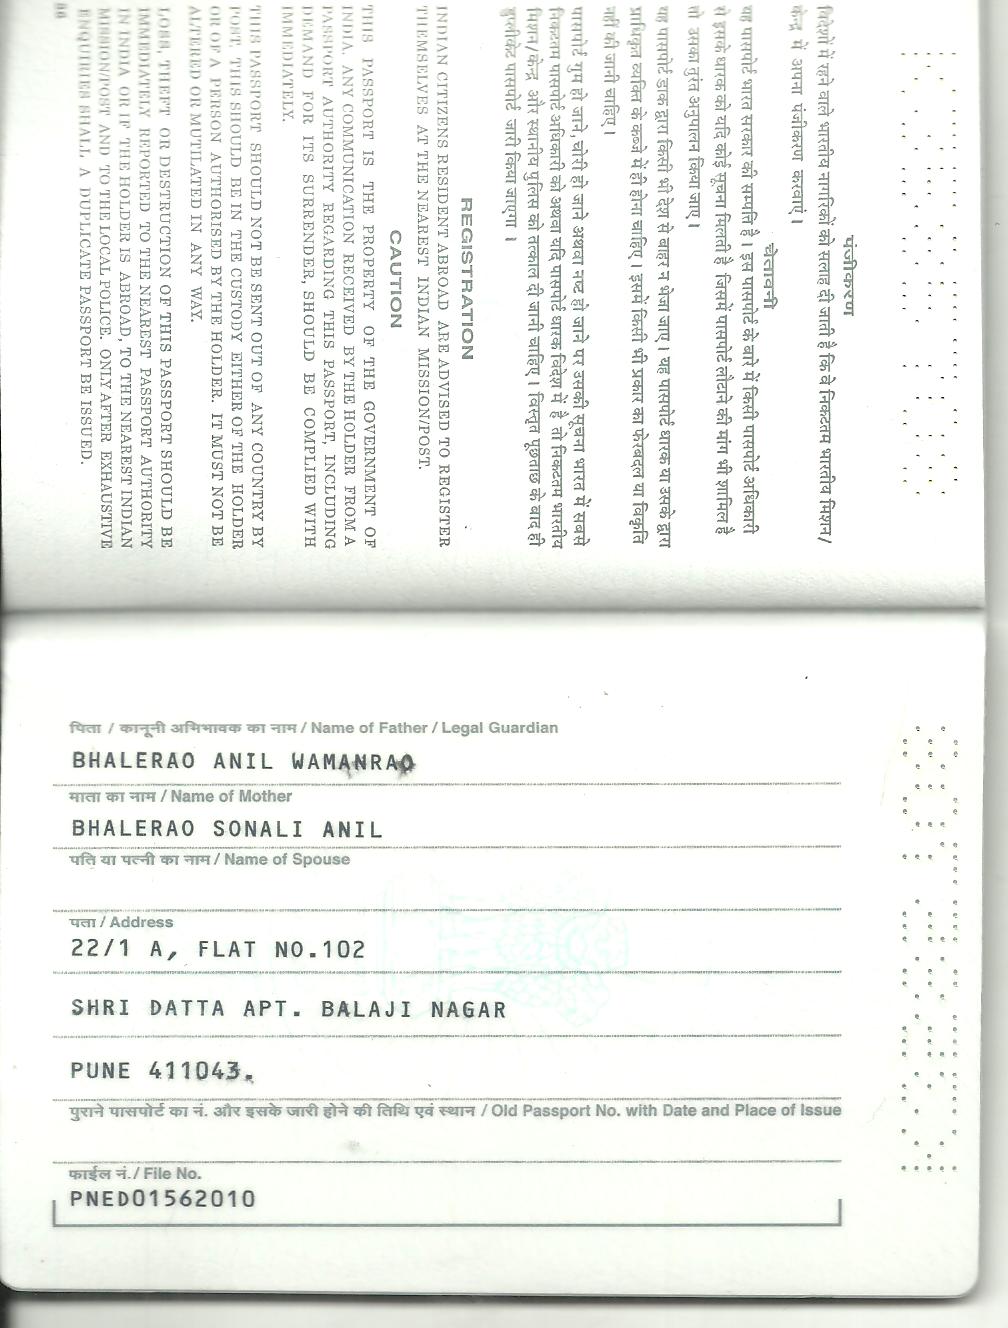 पंजीकरण
विदेशों में रहने वाले भारतीय नागरिकों को सलाह दी जाती है कि वे निकटतम भारतीय मिशन/
केन्द्र में अपना पंजीकरण करवाएं।
चेतावनी
यह पासपोर्ट भारत सरकार की सम्पति है। इस पासपोर्ट के बारे में किसी पासपोर्ट अधिकारी
से इसके धारक को यदि कोई सूचना मिलती है जिसमें पासपोर्ट लौटाने की मांग भी शामिल है
तो उसका तुरंत अनुपालन किया जाए।
यह पासपोर्ट डाक द्वारा किसी भी देश से बाहर न भेजा जाए। यह पासपोर्ट धारक या उसके द्वारा
प्राधिकृत व्यक्ति के कब्जे में ही होना चाहिए। इसमें किसी भी प्रकार का फेरबदल या विकृति
नहीं की जानी चाहिए।
पासपोर्ट गुम हो जाने चोरी हो जाने अथवा नष्ट हो जाने पर उसकी सूचना भारत में सबसे
निकटतम पासपोर्ट अधिकारी को अथवा यदि पासपोर्ट धारक विदेश में है तो निकटतम भारतीय
मिशन/केन्द्र और स्थानीय पुलिस को तत्काल दी जानी चाहिए। विस्तृत पूछताछ के बाद ही
डुप्लीकेट पासपोर्ट जारी किया जाएगा।
REGISTRATION
INDIAN CITIZENS RESIDENT ABROAD ARE ADVISED TO REGISTER
THEMSELVES AT THE NEAREST INDIAN MISSION/POST.
CAUTION
THIS PASSPORT IS THE PROPERTY OF THE GOVERNMENT OF
INDIA. ANY COMMUNICATION RECEIVED BY THE HOLDER FROM A
PASSPORT AUTHORITY REGARDING THIS PASSPORT, INCLUDING
DEMAND FOR ITS SURRENDER, SHOULD BE COMPLIED WITH
IMMEDIATELY.
THIS PASSPORT SHOULD NOT BE SENT OUT OF ANY COUNTRY BY
POST. THIS SHOULD BE IN THE CUSTODY EITHER OF THE HOLDER
OR OF A PERSON AUTHORISED BY THE HOLDER. IT MUST NOT BE
ALTERED OR MUTILATED IN ANY WAY.
LOSS, THEFT OR DESTRUCTION OF THIS PASSPORT SHOULD BE
IMMEDIATELY REPORTED TO THE NEAREST PASSPORT AUTHORITY
IN INDIA OR IF THE HOLDER IS ABROAD, TO THE NEAREST INDIAN
MISSION/POST AND TO THE LOCAL POLICE. ONLY AFTER EXHAUSTIVE
ENQUIRIES SHALL A DUPLICATE PASSPORT BE ISSUED.
पिता / कानूनी अभिभावक का नाम / Name of Father / Legal Guardian
BHALERAO ANIL WAMANRAO
माता का नाम / Name of Mother
BHALERAO SONALI ANIL
पति या पत्नी का नाम / Name of Spouse
पता / Address
22/1 A, FLAT NO.102
SHRI DATTA APT. BALAJI NAGAR
PUNE 411043.
पुराने पासपोर्ट का नं. और इसके जारी होने की तिथि एवं स्थान / Old Passport No. with Date and Place of Issue
फाईल नं. / File No.
PNED01562010